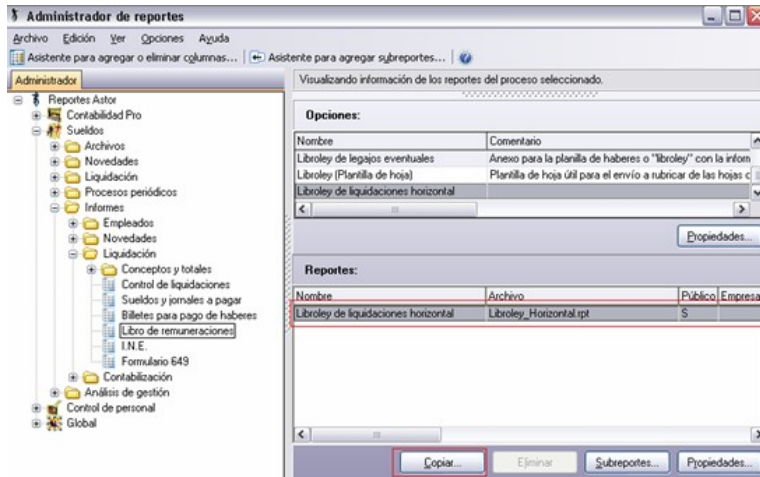 Administrador de reportes
Archivo Edición Ver Opciones Ayuda
Asistente para agregar o eliminar columnas... Asistente para agregar subreportes...
Administrador
Visualizando información de los reportes del proceso seleccionado.
Reportes Astor
Contabilidad Pro
Sueldos
Archivos
Novedades
Liquidación
Procesos periódicos
Informes
Empleados
Novedades
Liquidación
Conceptos y totales
Control de liquidaciones
Sueldos y jornales a pagar
Billetes para pago de haberes
Libro de remuneraciones
I.N.E.
Formulario 649
Contabilización
Análisis de gestión
Control de personal
Global
Opciones:
Nombre Comentario
Libroley de legajos eventuales Anexo para la planilla de haberes o "libroley" con la inform
Libroley (Plantilla de hoja) Plantilla de hoja útil para el envío a rubricar de las hojas
Libroley de liquidaciones horizontal
Propiedades...
Reportes:
Nombre Archivo Público Empresa
Libroley de liquidaciones horizontal Libroley_Horizontal.rpt S
Copiar... Eliminar Subreportes... Propiedades...